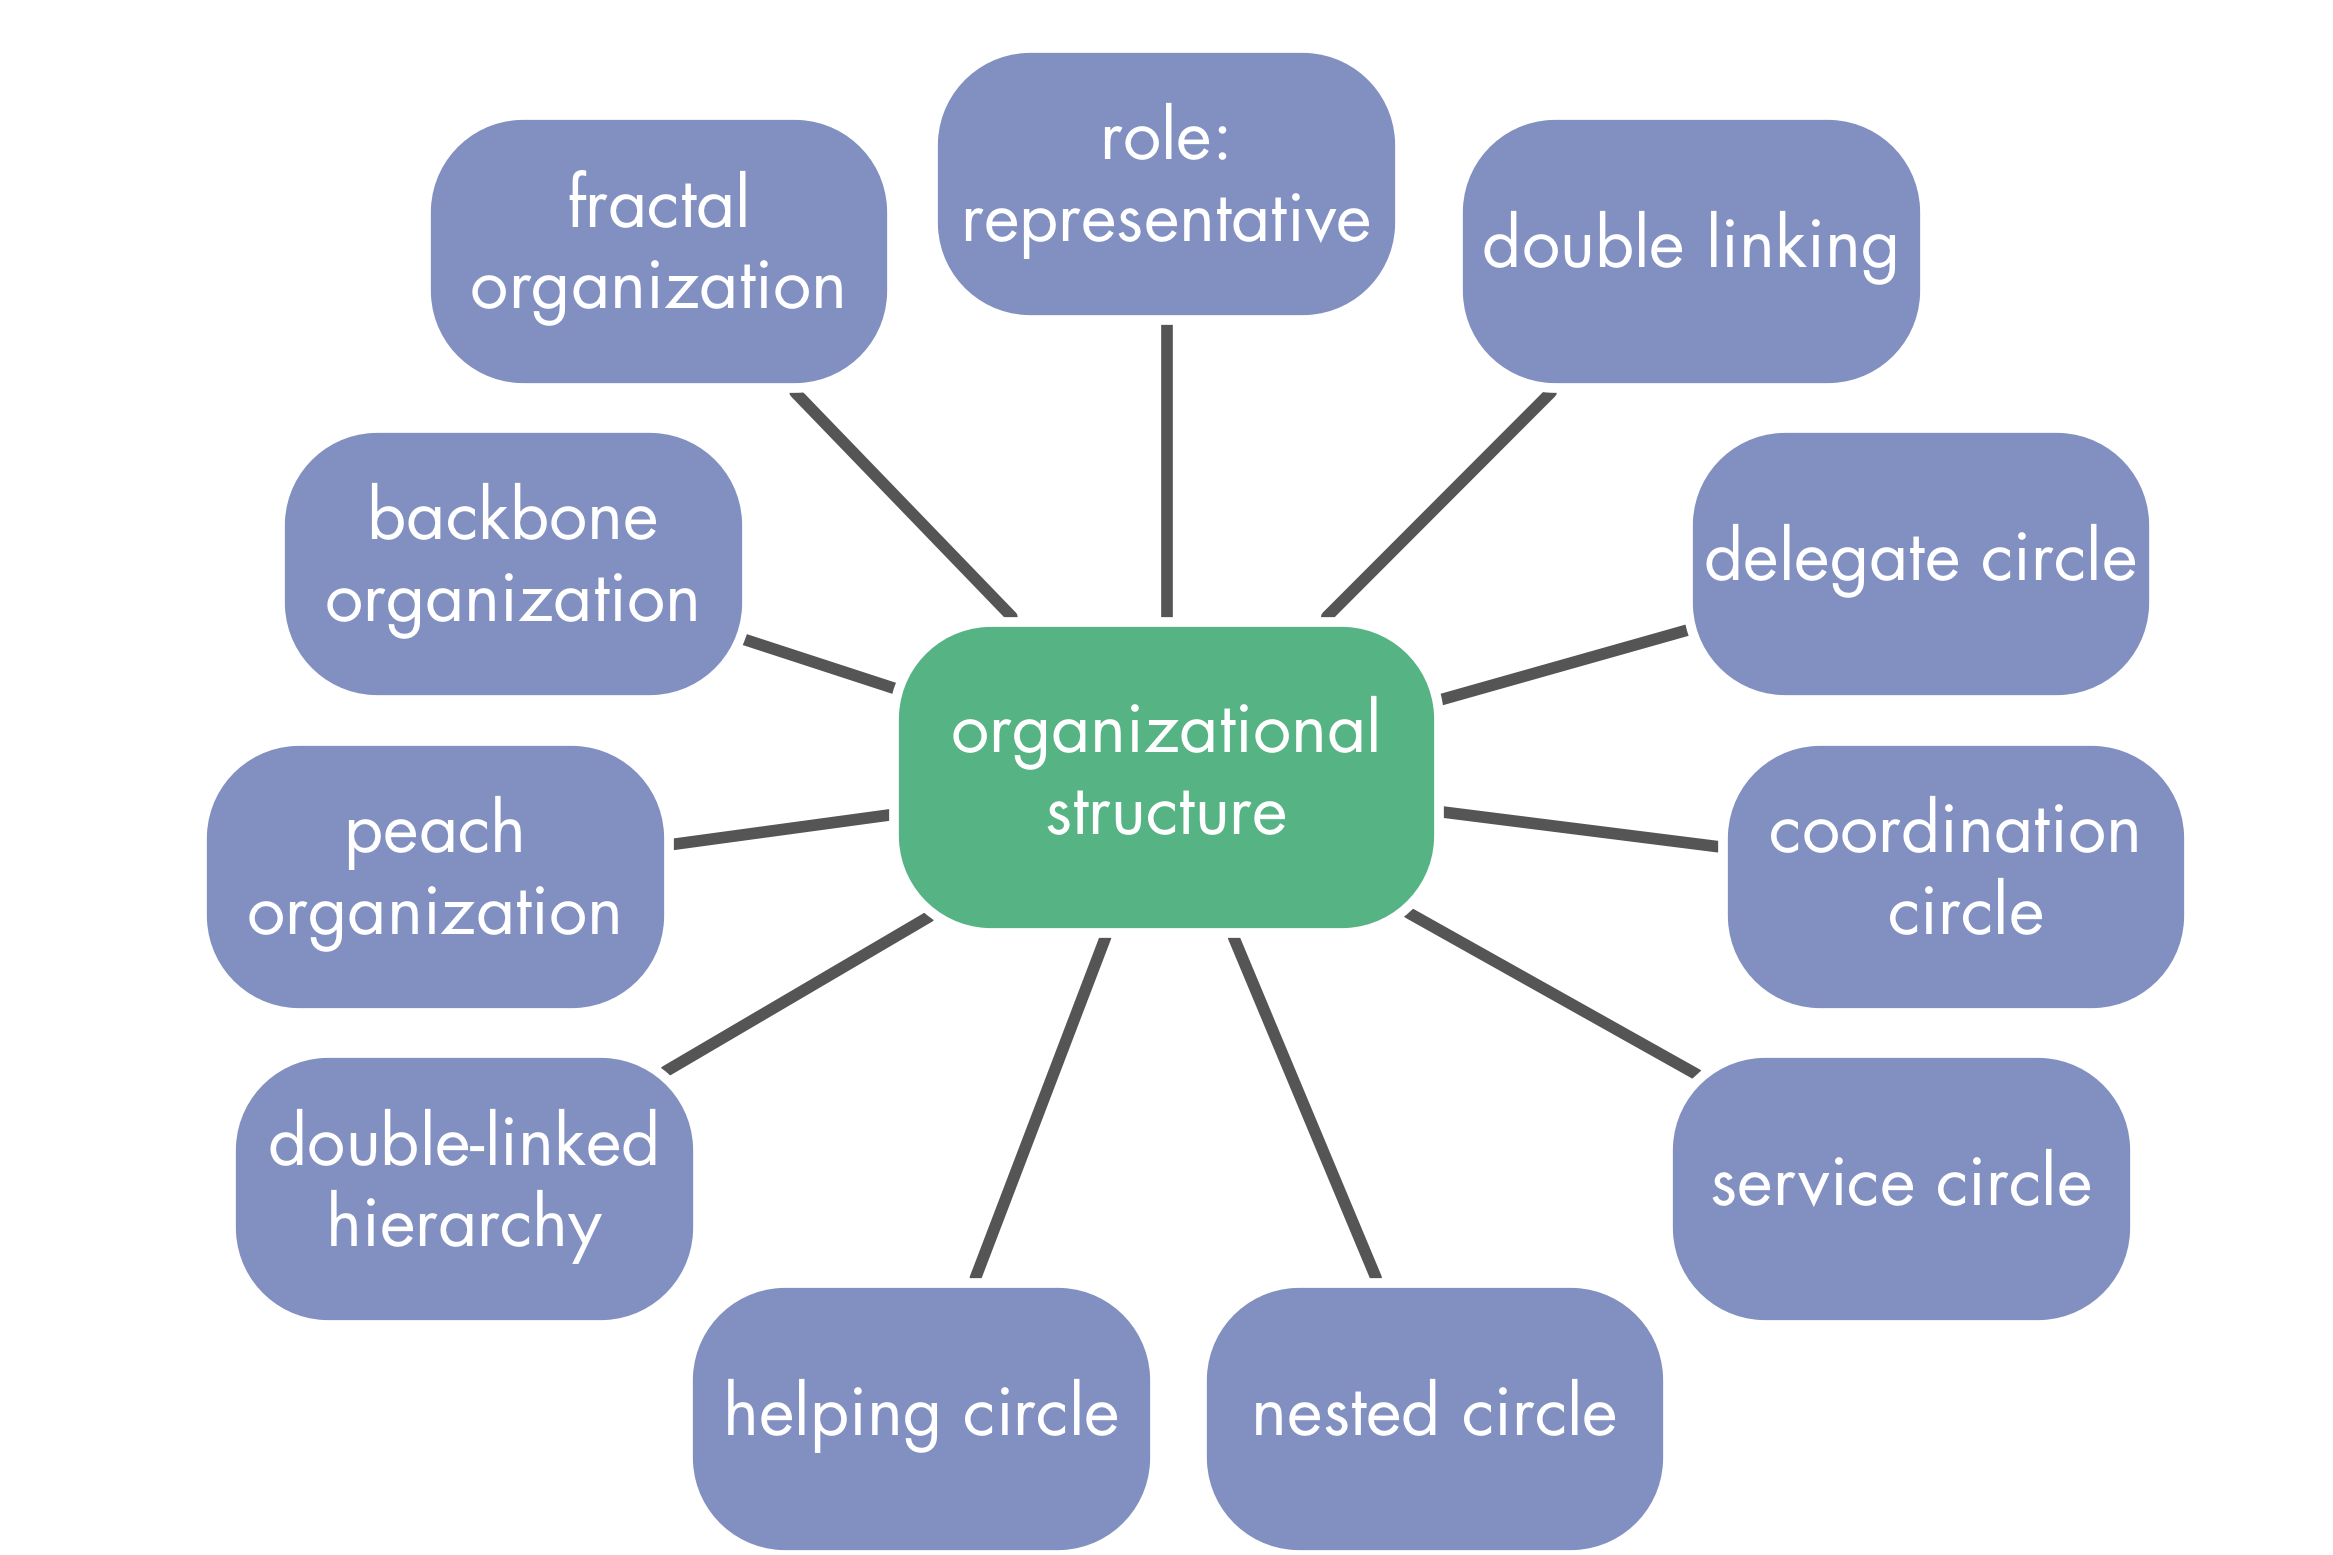 role:
representative
fractal
organization
double linking
backbone
organization
delegate circle
organizational
structure
peach
organization
coordination
circle
double-linked
hierarchy
service circle
helping circle
nested circle